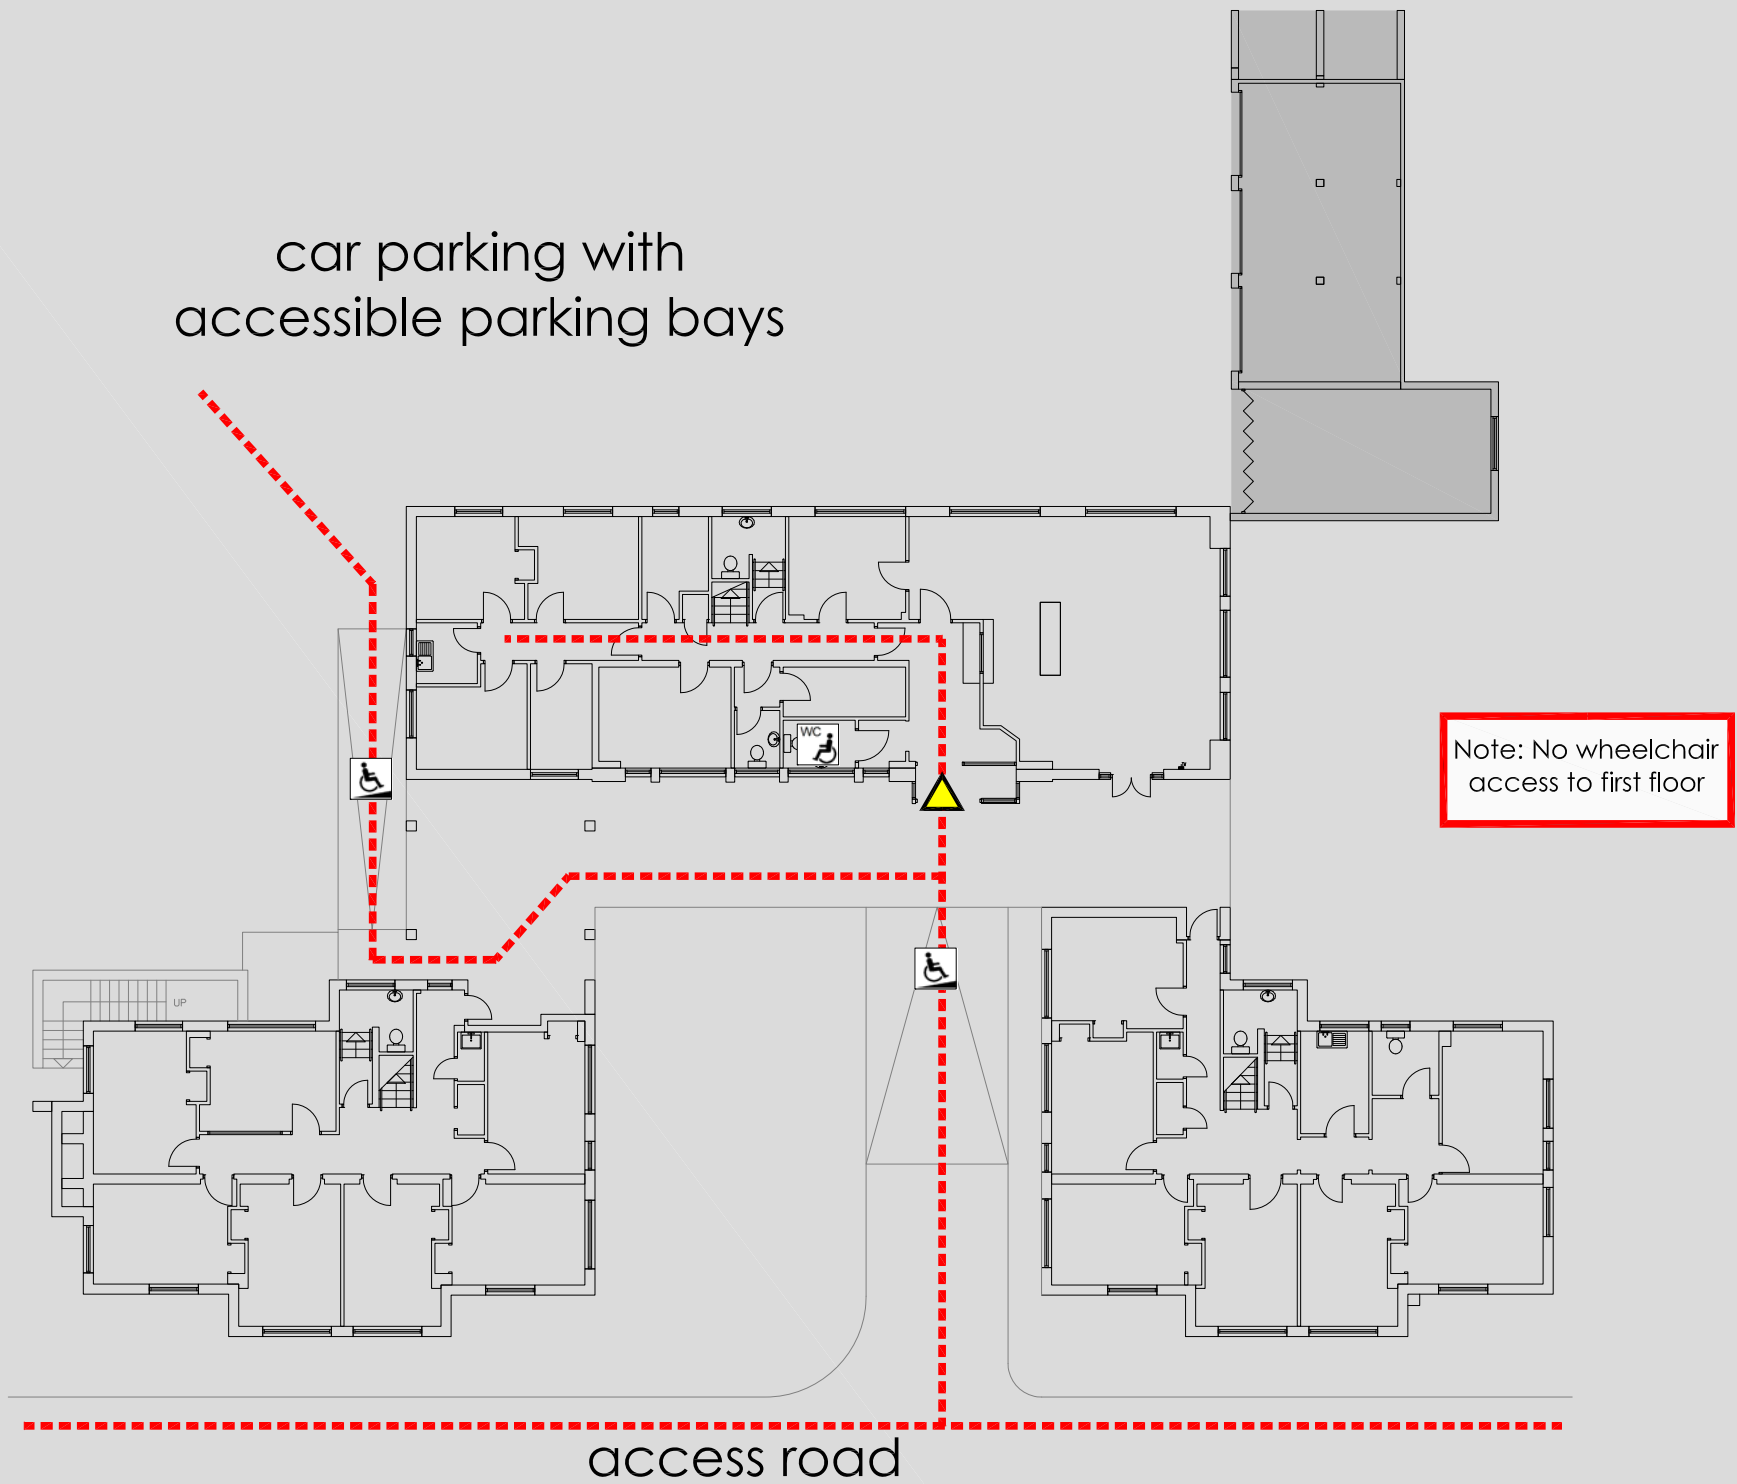 car parking with
accessible parking bays
WC
Note: No wheelchair
access to first floor
UP
access road